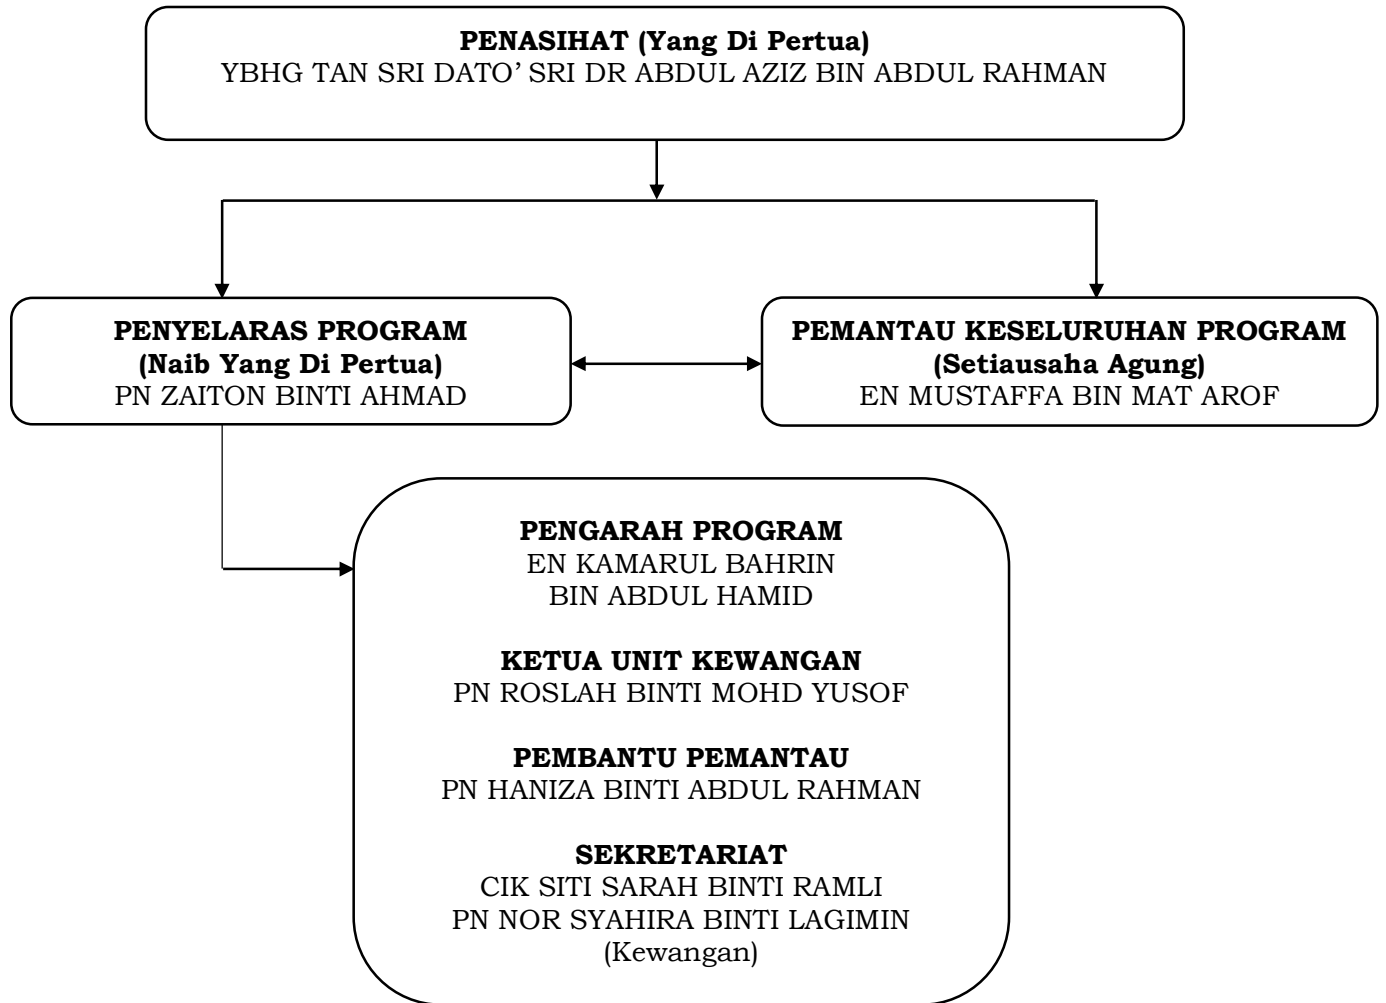 PENASIHAT (Yang Di Pertua)
YBHG TAN SRI DATO’ SRI DR ABDUL AZIZ BIN ABDUL RAHMAN
PENYELARAS PROGRAM
(Naib Yang Di Pertua)
PN ZAITON BINTI AHMAD
PEMANTAU KESELURUHAN PROGRAM
(Setiausaha Agung)
EN MUSTAFFA BIN MAT AROF
PENGARAH PROGRAM
EN KAMARUL BAHRIN
BIN ABDUL HAMID
KETUA UNIT KEWANGAN
PN ROSLAH BINTI MOHD YUSOF
PEMBANTU PEMANTAU
PN HANIZA BINTI ABDUL RAHMAN
SEKRETARIAT
CIK SITI SARAH BINTI RAMLI
PN NOR SYAHIRA BINTI LAGIMIN
(Kewangan)